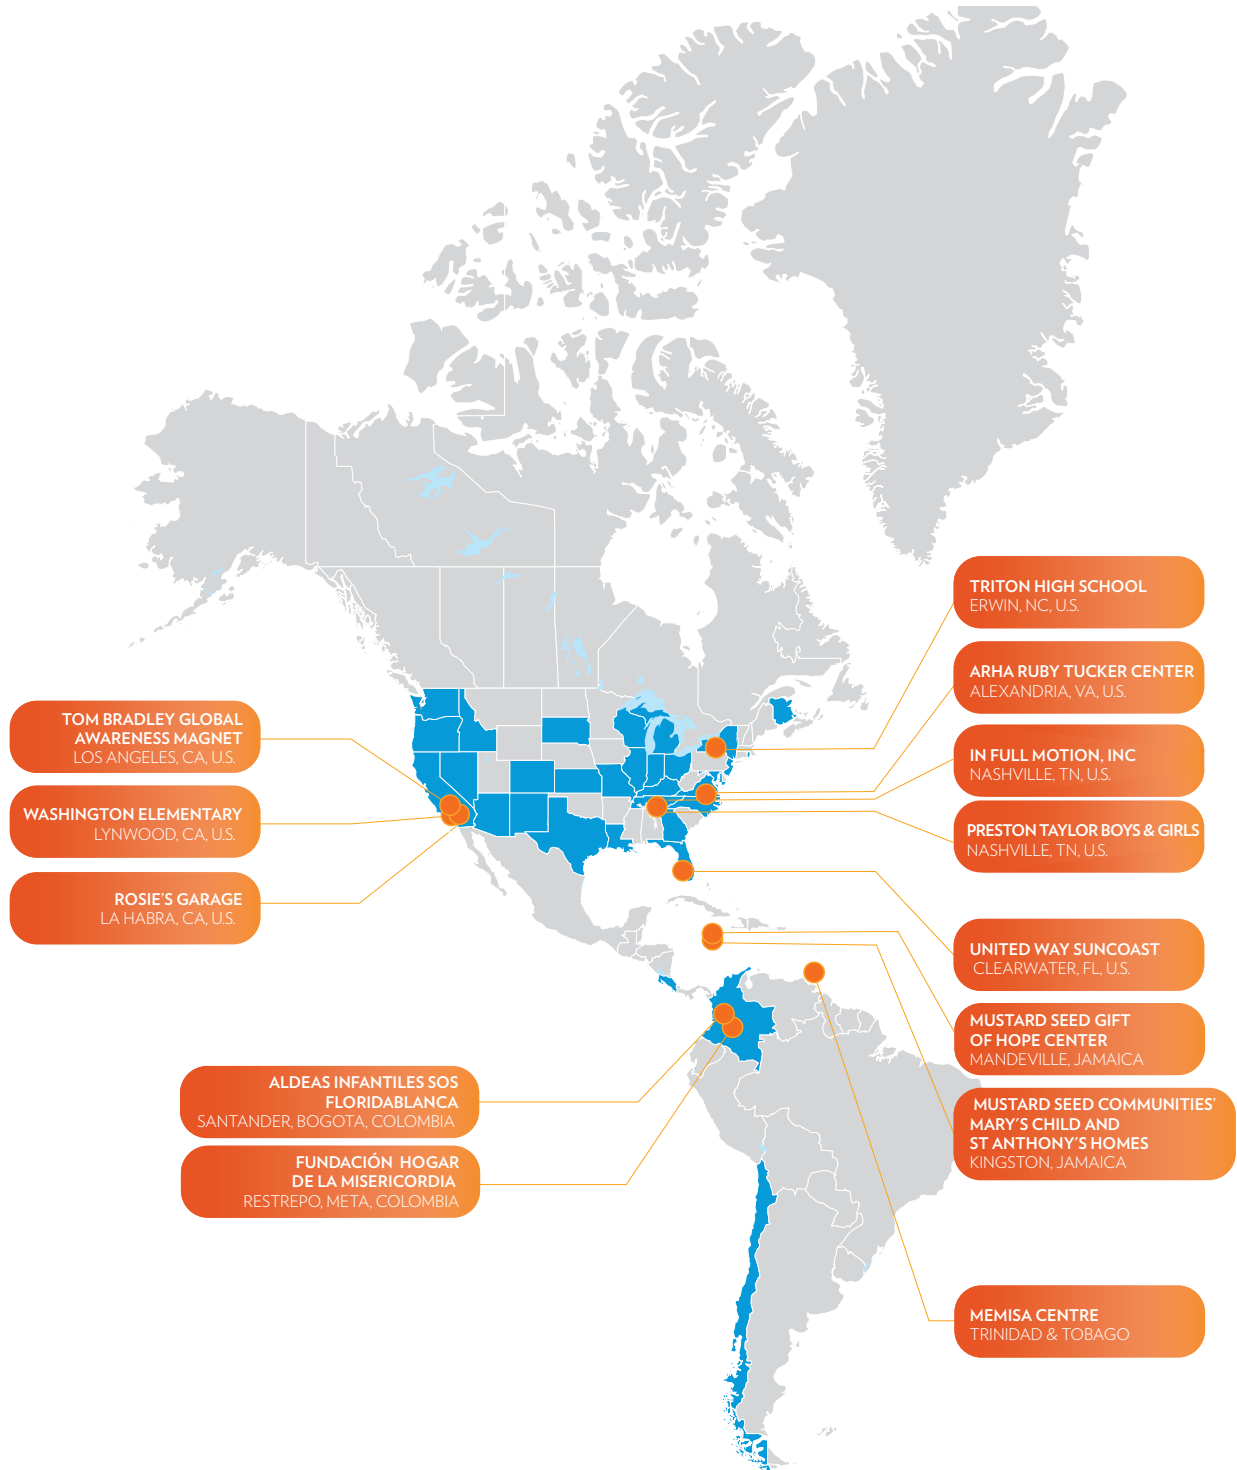 TRITON HIGH SCHOOL
ERWIN, NC, U.S.
ARHA RUBY TUCKER CENTER
ALEXANDRIA, VA, U.S.
IN FULL MOTION, INC
NASHVILLE, TN, U.S.
PRESTON TAYLOR BOYS & GIRLS
NASHVILLE, TN, U.S.
TOM BRADLEY GLOBAL
AWARENESS MAGNET
LOS ANGELES, CA, U.S.
WASHINGTON ELEMENTARY
LYNWOOD, CA, U.S.
ROSIE'S GARAGE
LA HABRA, CA, U.S.
UNITED WAY SUNCOAST
CLEARWATER, FL, U.S.
MUSTARD SEED GIFT
OF HOPE CENTER
MANDEVILLE, JAMAICA
MUSTARD SEED COMMUNITIES'
MARY'S CHILD AND
ST ANTHONY'S HOMES
KINGSTON, JAMAICA
ALDEAS INFANTILES SOS
FLORIDABLANCA
SANTANDER, BOGOTA, COLOMBIA
FUNDACIÓN HOGAR
DE LA MISERICORDIA
RESTREPO, META, COLOMBIA
MEMISA CENTRE
TRINIDAD & TOBAGO